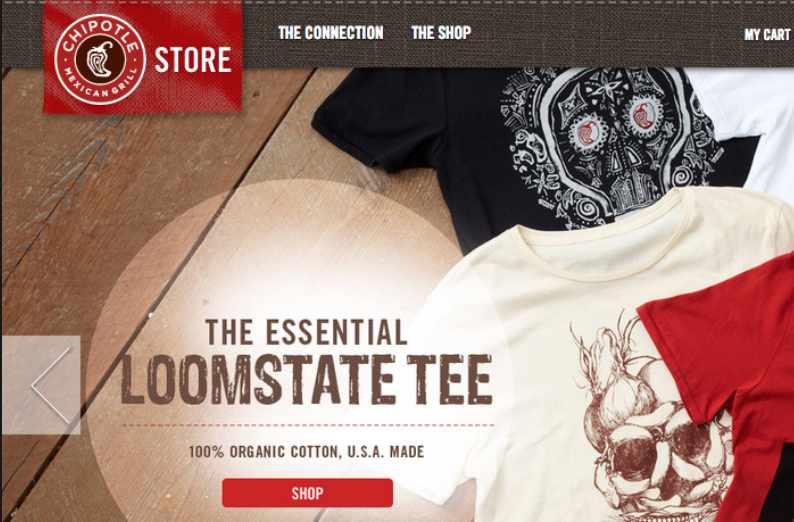 CHIPOTLE
MEXICAN GRILL
STORE
THE CONNECTION
THE SHOP
MY CART
THE ESSENTIAL
LOOMSTATE TEE
100% ORGANIC COTTON, U.S.A. MADE
SHOP